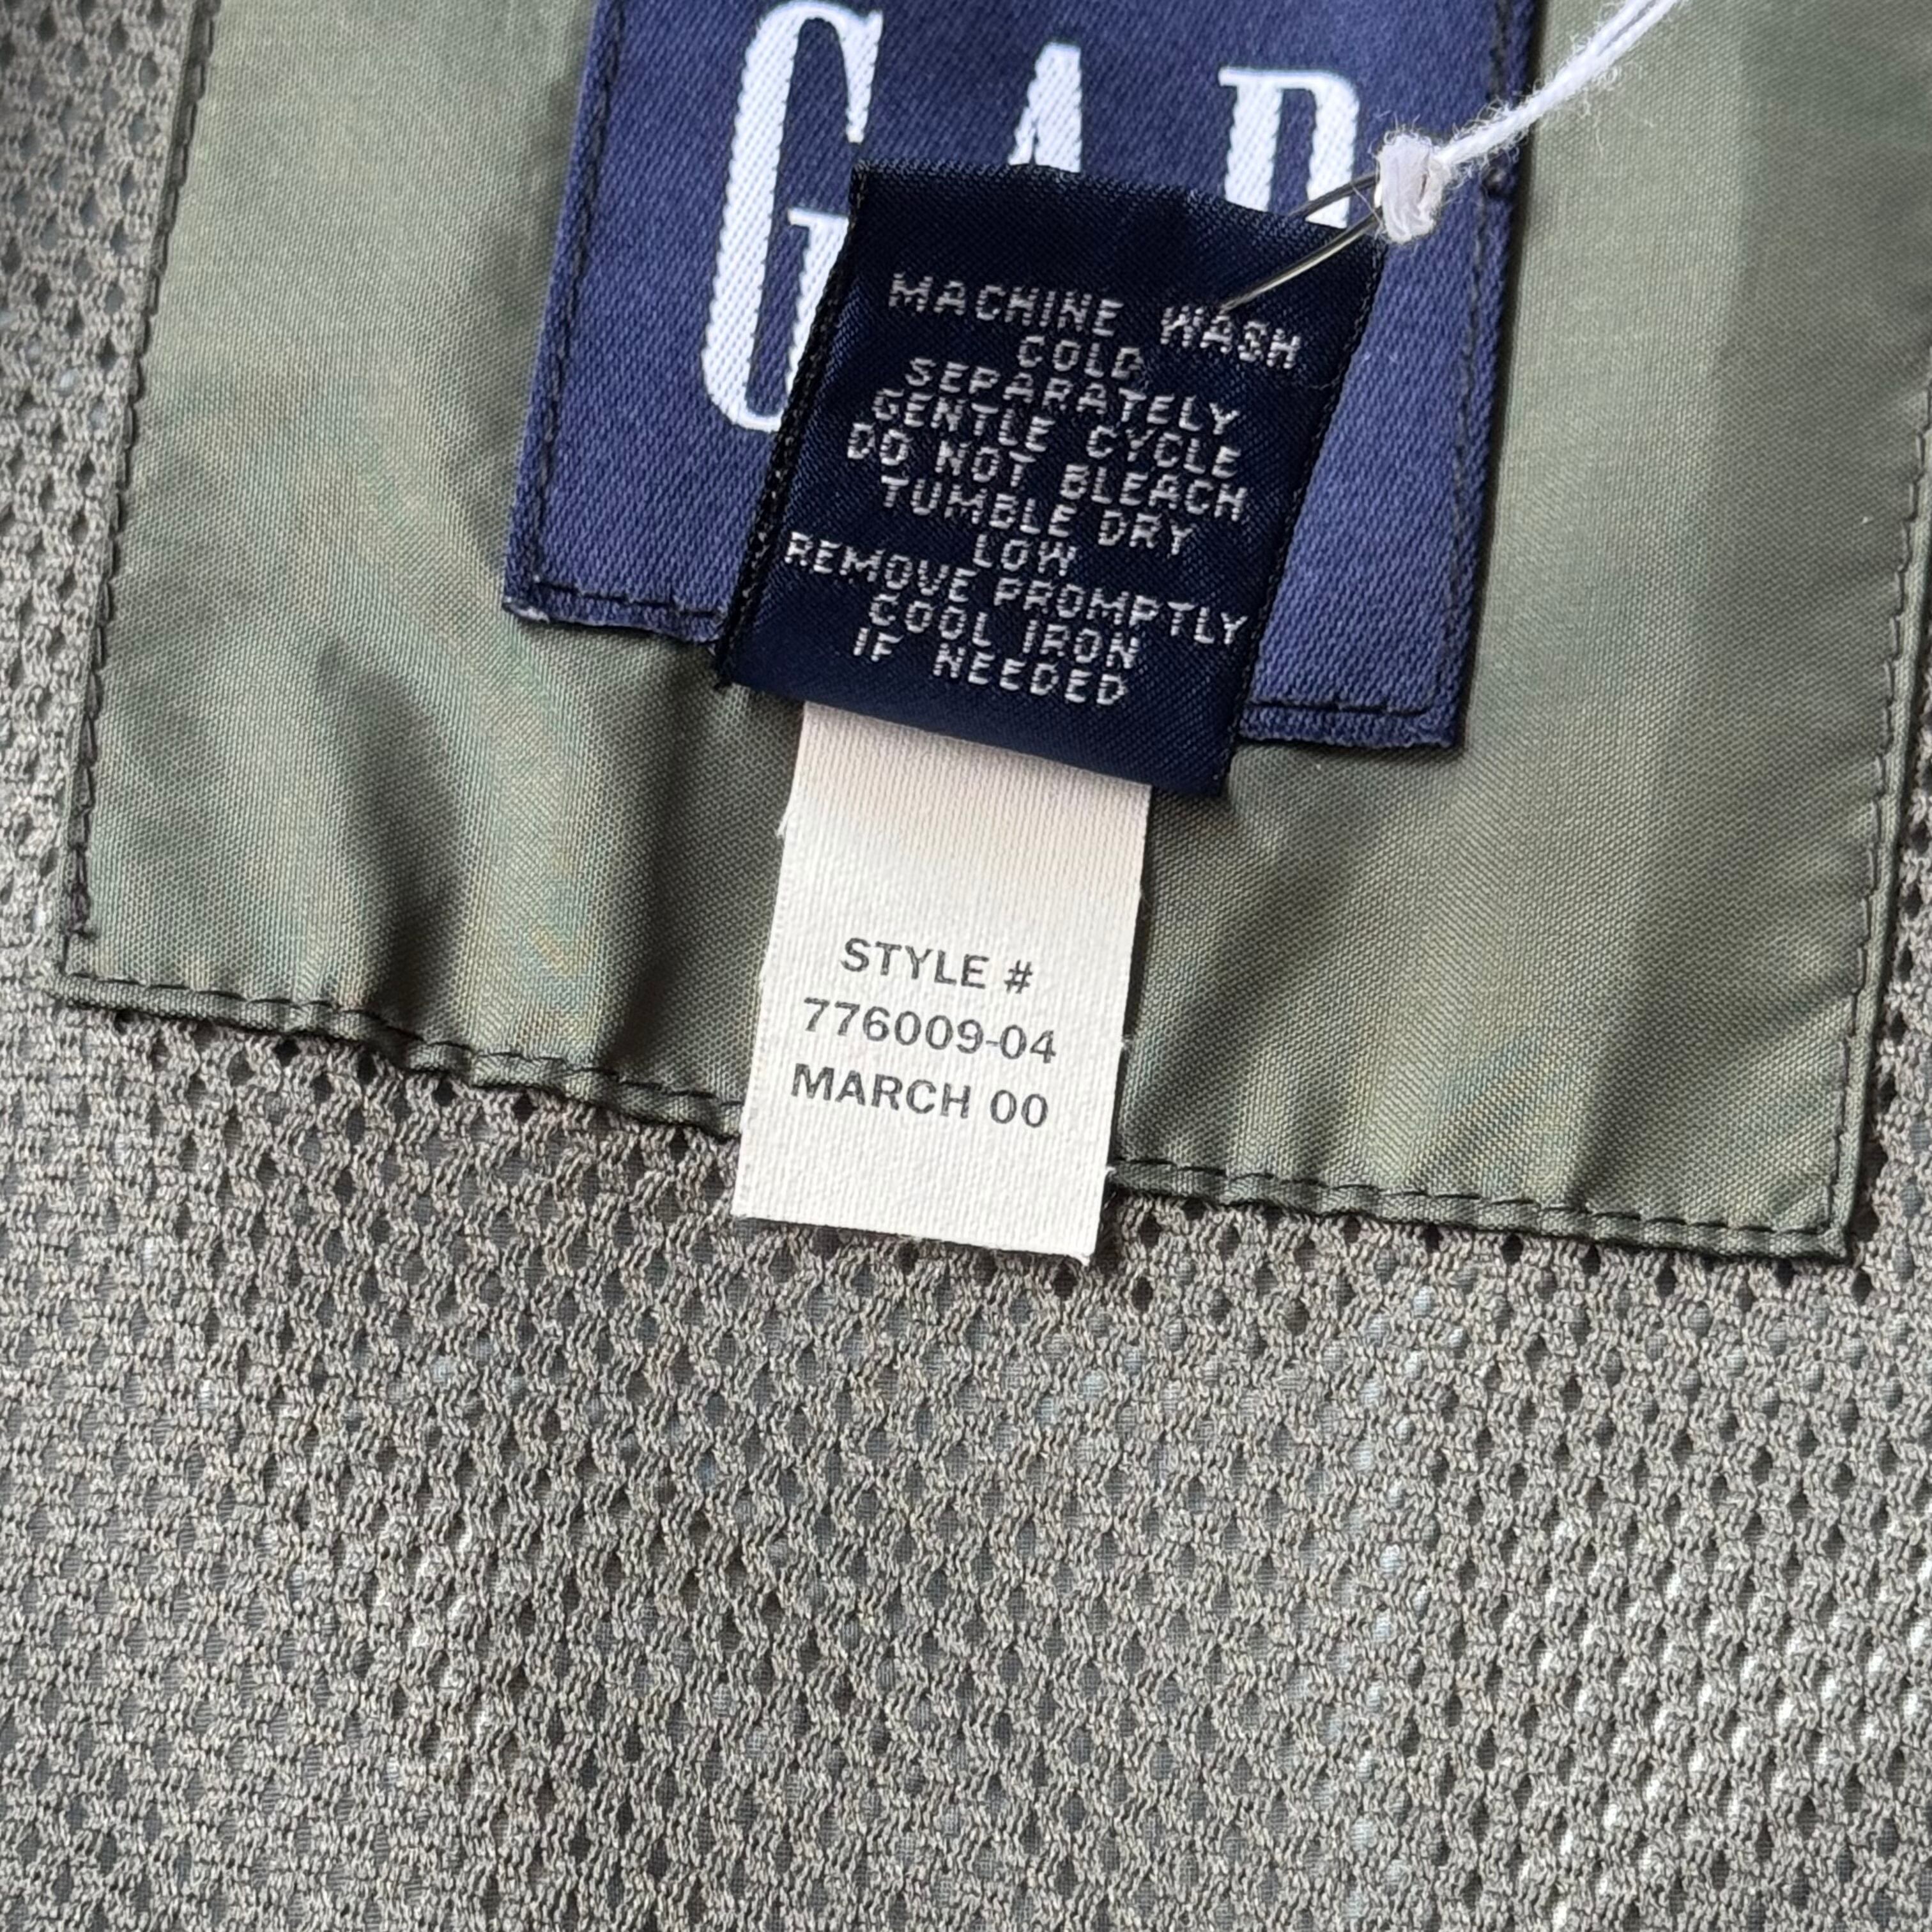 GAP
MACHINE WASH
COLD
SEPARATELY
GENTLE CYCLE
DO NOT BLEACH
TUMBLE DRY
LOW
REMOVE PROMPTLY
COOL IRON
IF NEEDED
STYLE #
776009-04
MARCH 00